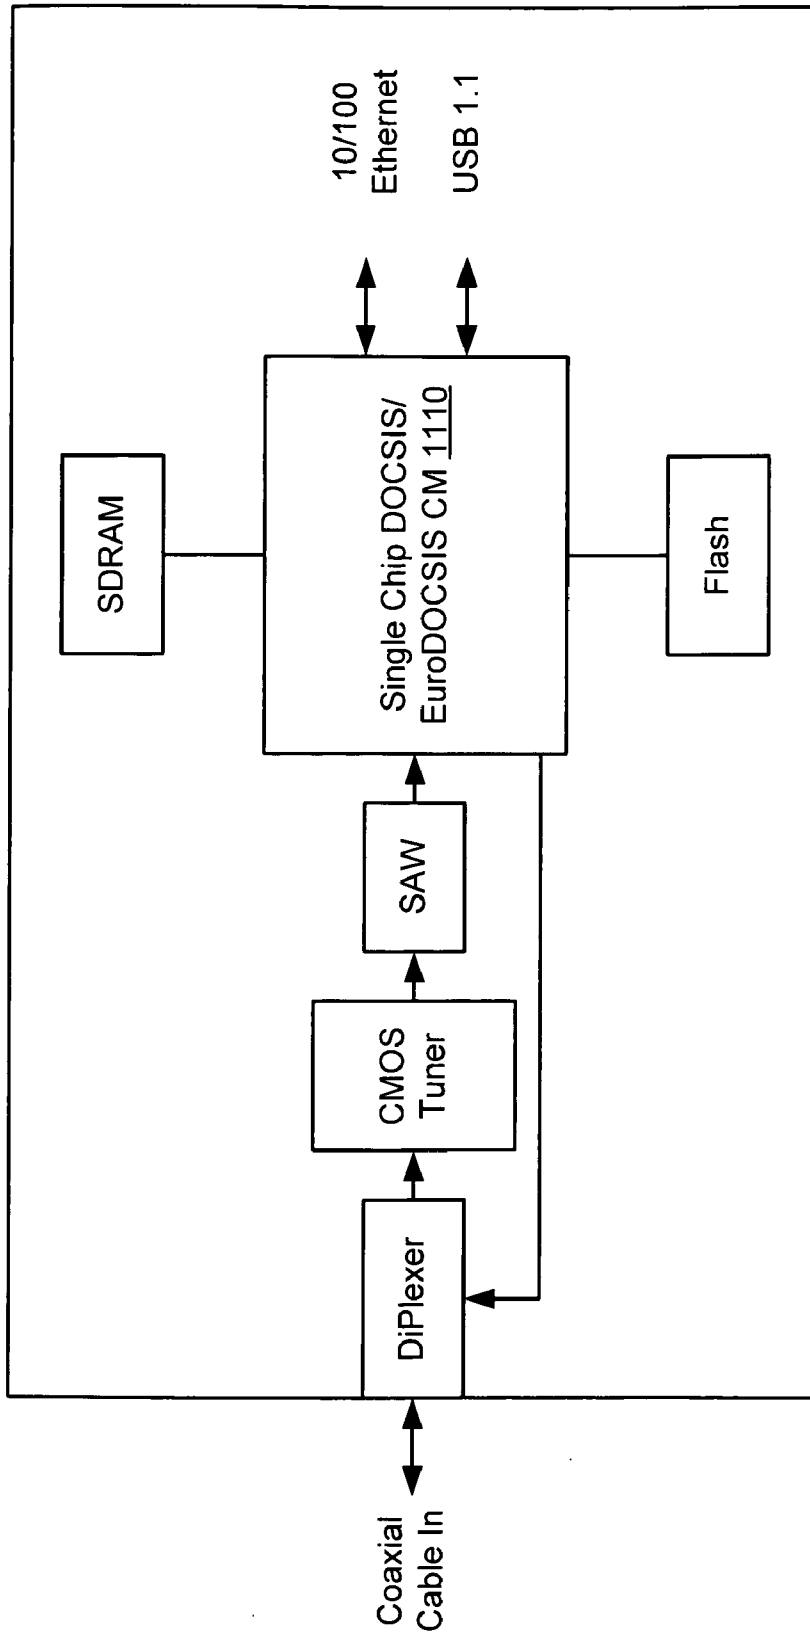 SDRAM
10/100
Ethernet
USB 1.1
Single Chip DOCSIS/
EuroDOCSIS CM 1110
Flash
SAW
CMOS
Tuner
DiPlexer
Coaxial
Cable In